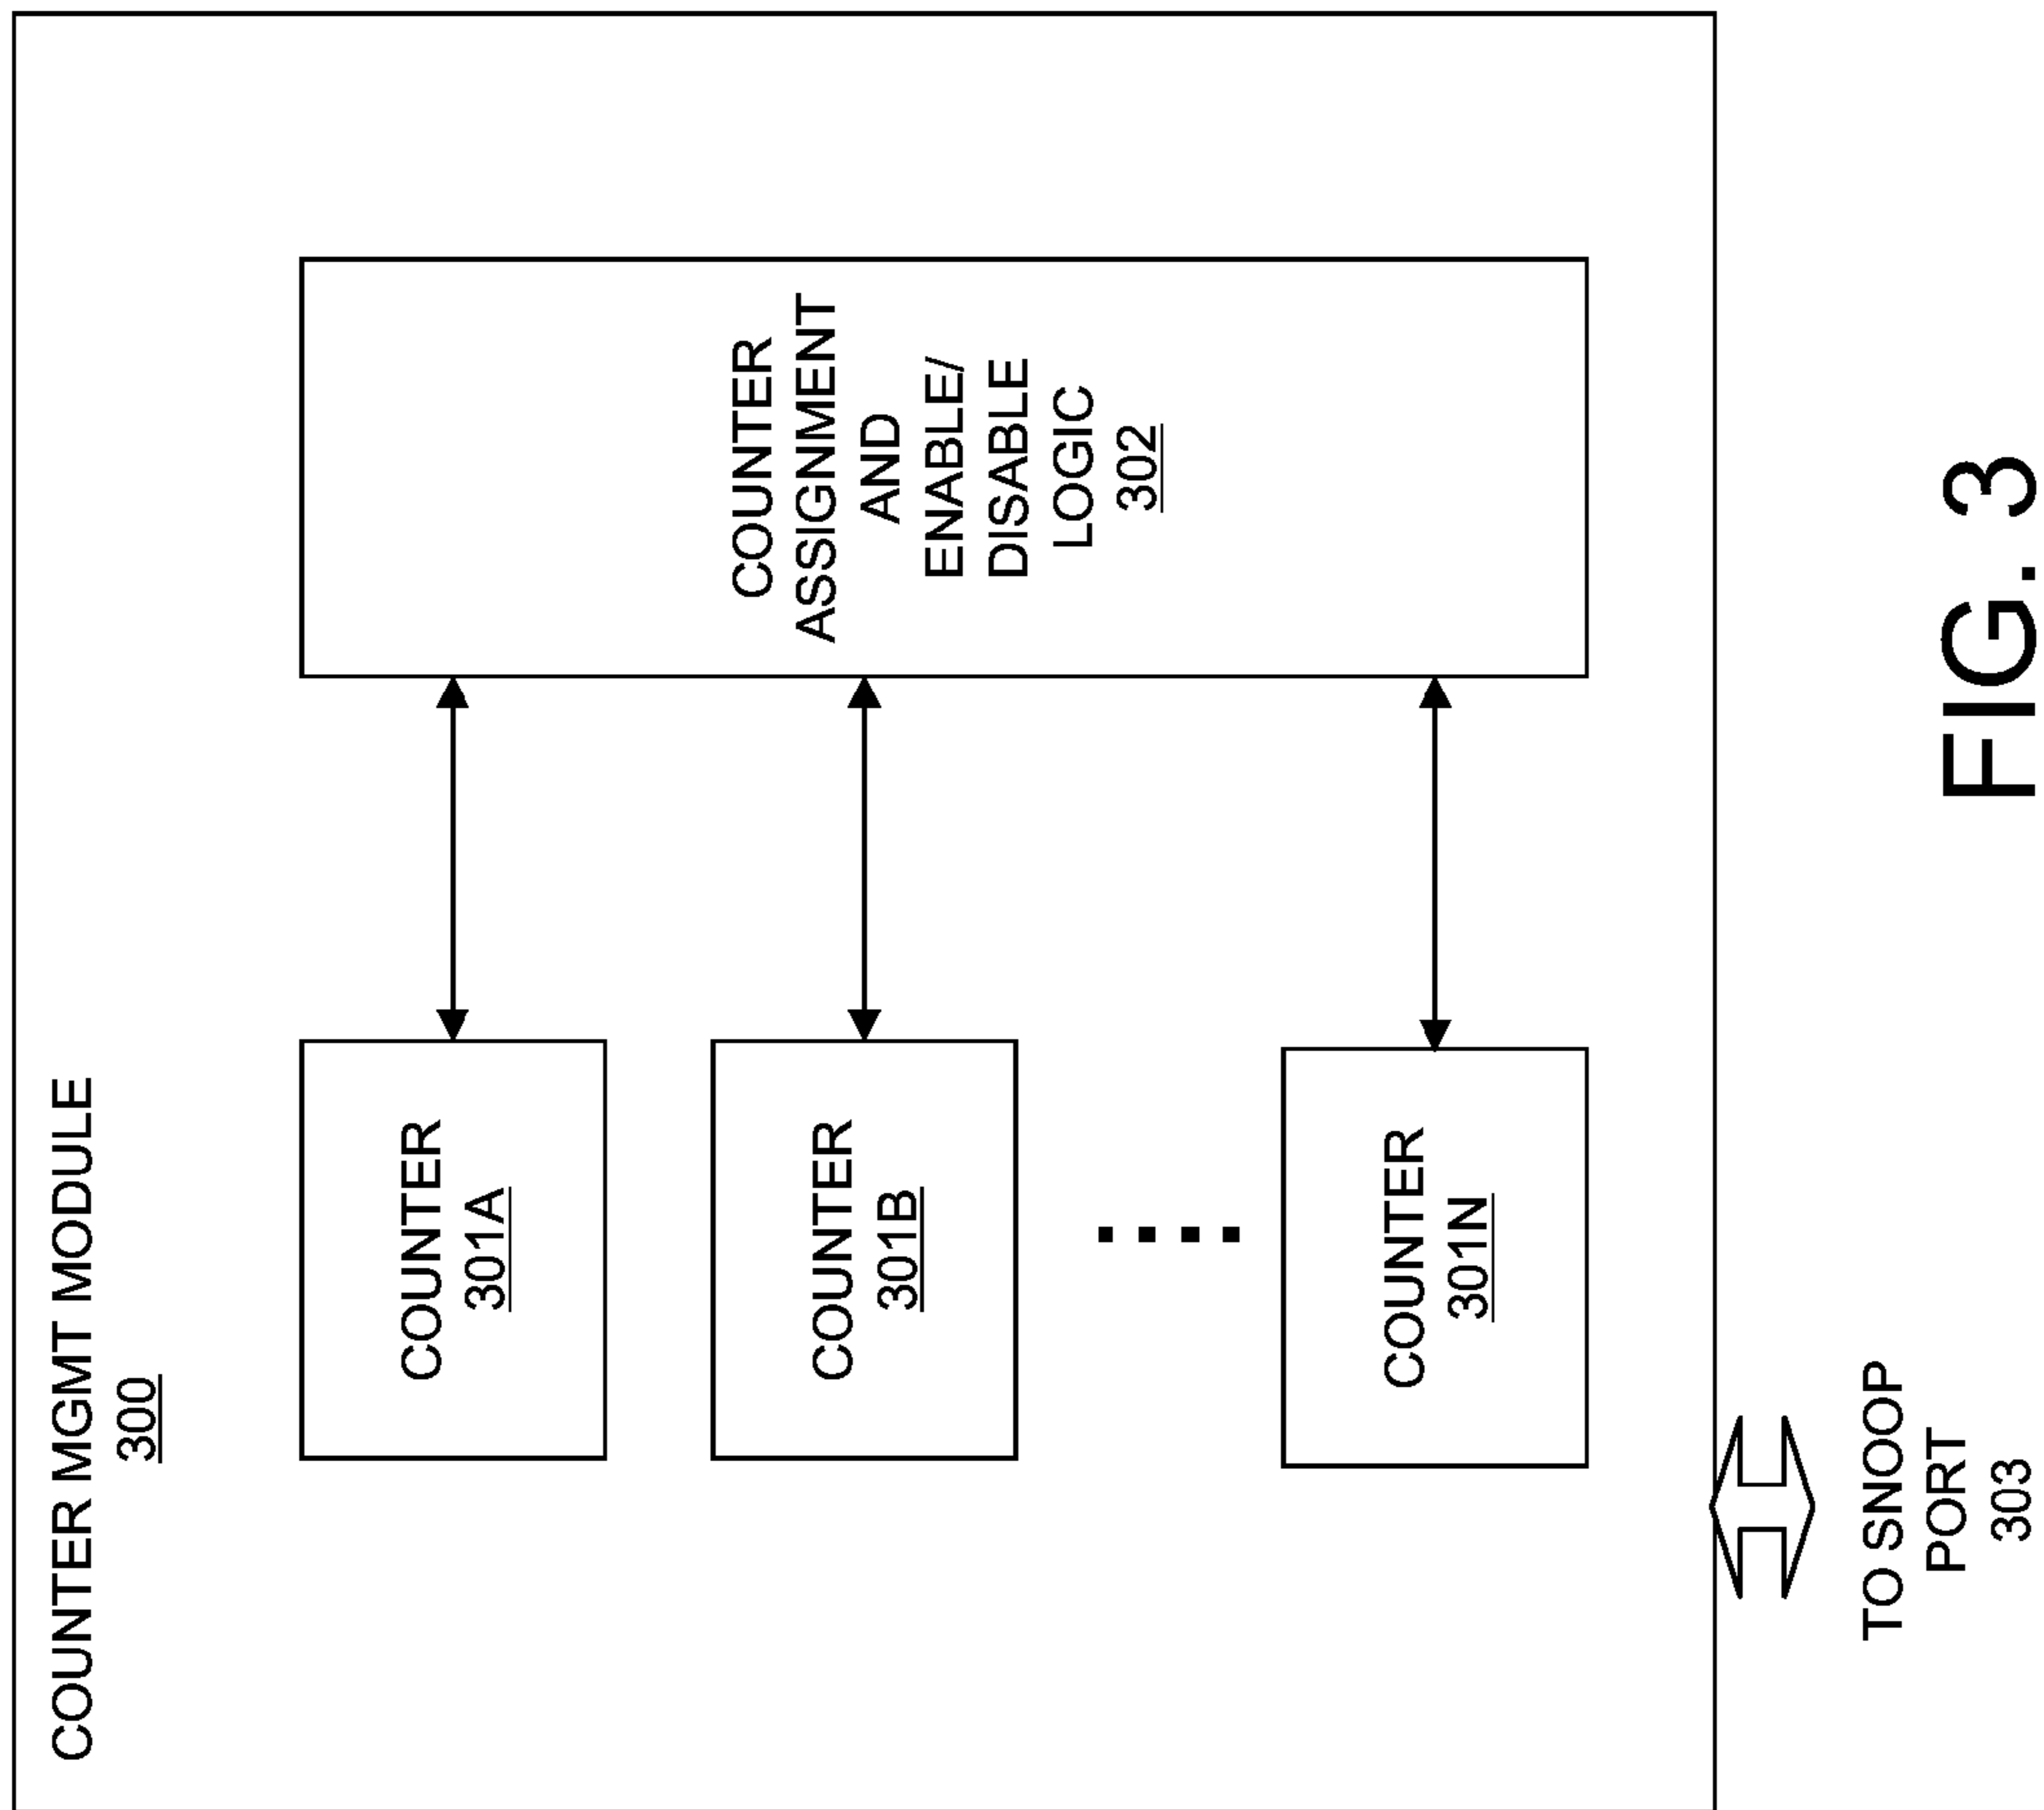 COUNTER MGMT MODULE
300
COUNTER
301A
COUNTER
301B
COUNTER
301N
COUNTER
ASSIGNMENT
AND
ENABLE/
DISABLE
LOGIC
302
TO SNOOP
PORT
303
FIG. 3